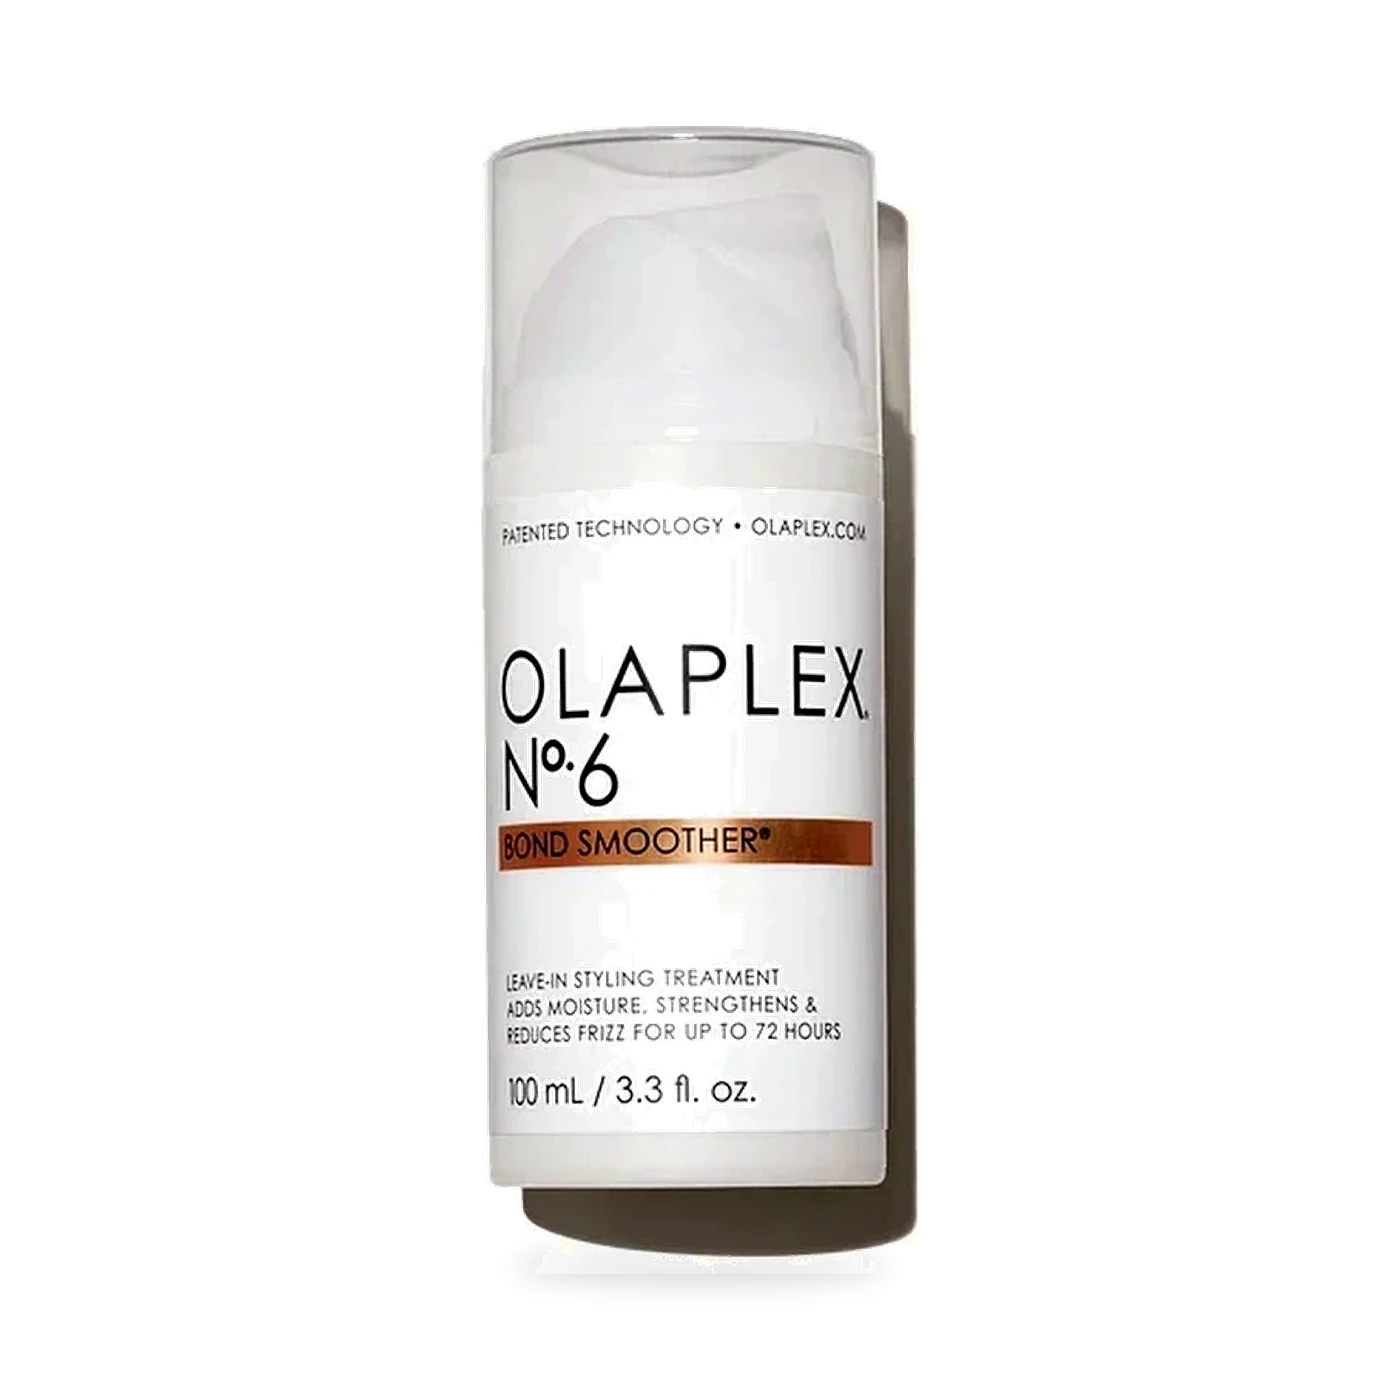 PATENTED TECHNOLOGY • OLAPLEX.COM
OLAPLEX.
Nº.6
BOND SMOOTHER®
LEAVE-IN STYLING TREATMENT
ADDS MOISTURE, STRENGTHENS &
REDUCES FRIZZ FOR UP TO 72 HOURS
100 mL / 3.3 fl. oz.